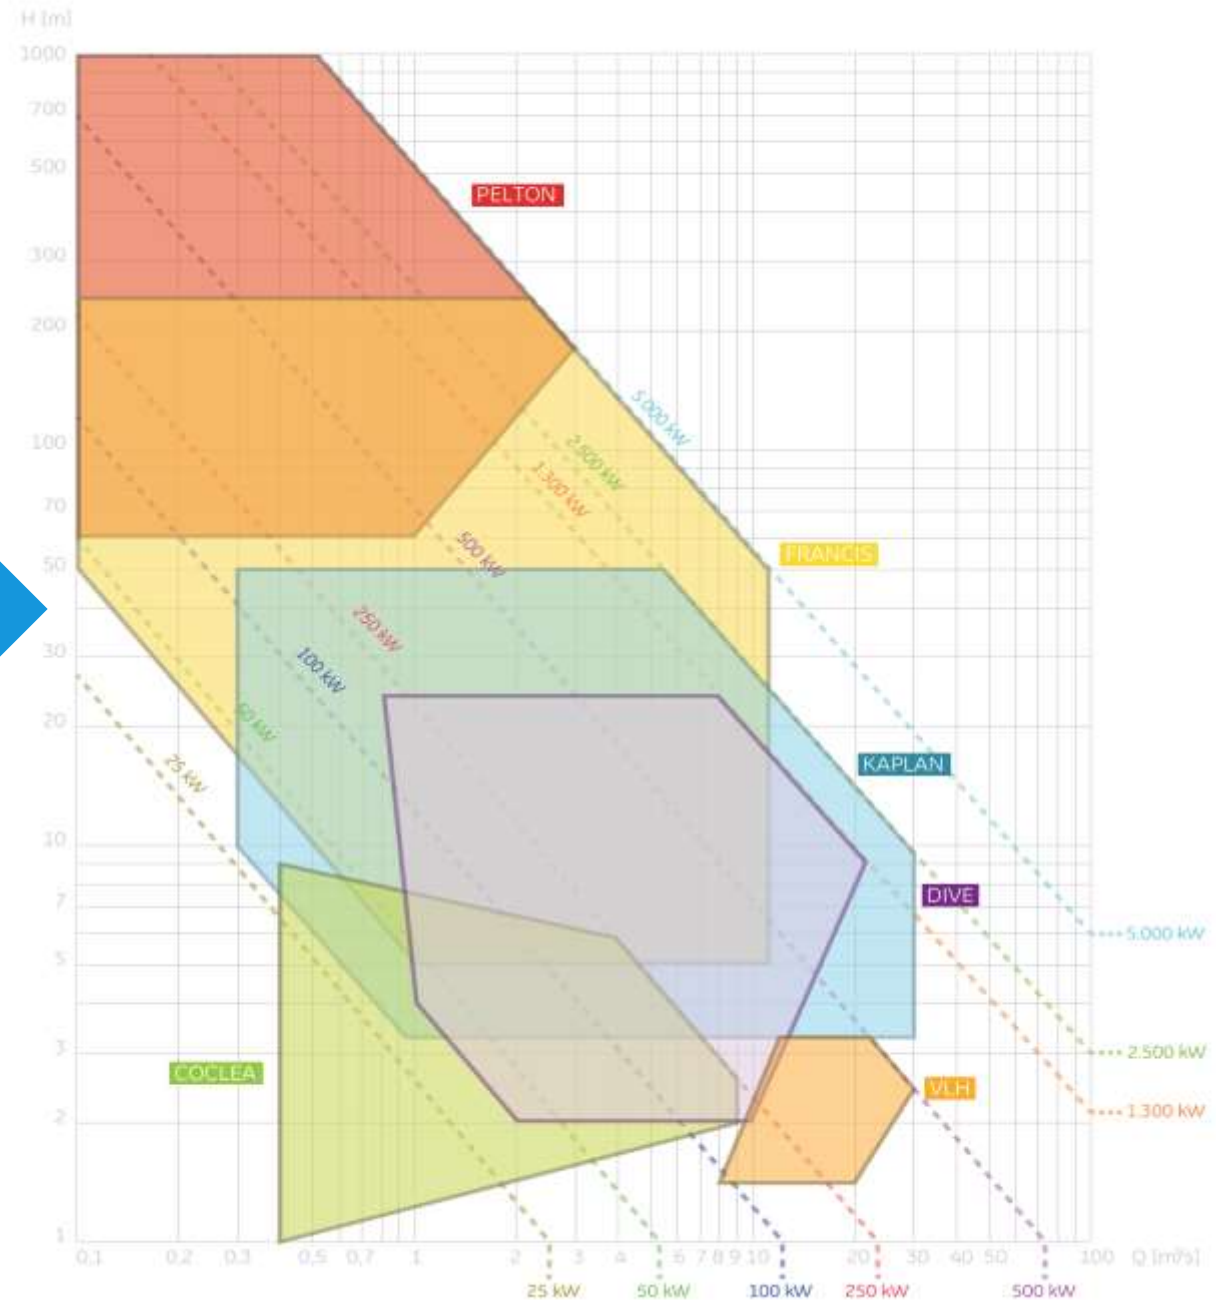 H [m]
1000
700
500
PELTON
300
200
5.000 kW
100
2.500 kW
1.300 kW
70
500 kW
FRANCIS
50
250 kW
30
100 kW
50 kW
20
25 kW
KAPLAN
10
7
DIVE
5
5.000 kW
3
2.500 kW
COCLEA
VLH
2
1.300 kW
1
0,1 0,2 0,3 0,5 0,7 1 2 3 4 6 7 8 9 10 20 30 40 50 100 Q [m³/s]
25 kW 50 kW 100 kW 250 kW 500 kW